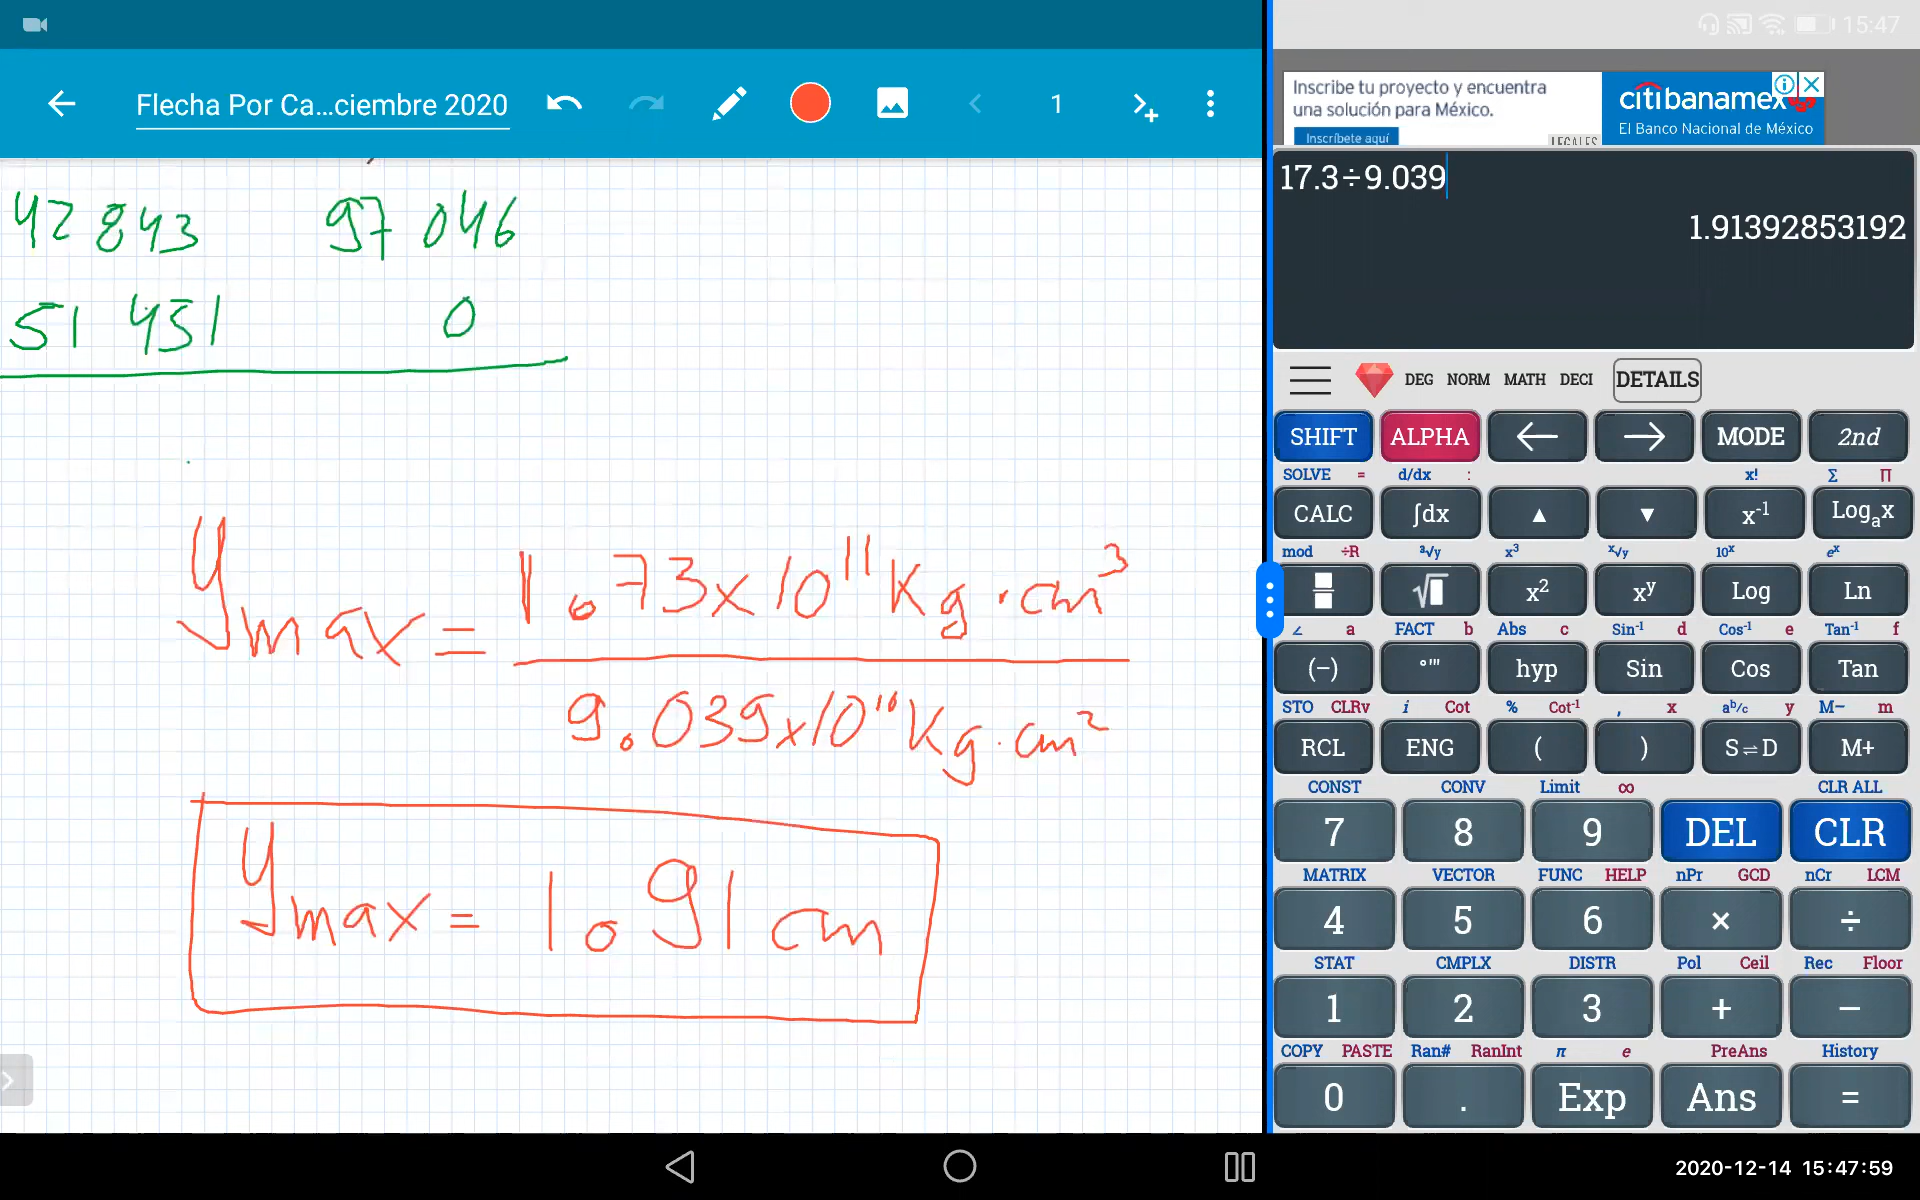 15:47
Flecha Por Ca...ciembre 2020
1
Inscribe tu proyecto y encuentra
una solución para México.
Inscríbete aquí
LEGALES
citibanamex
El Banco Nacional de México
17.3÷9.039
1.91392853192
42 843 97 046
51 431 0
ymax = 1.73x10¹¹ Kg·cm³
9.039x10¹⁰ Kg·cm²
ymax = 1.91 cm
DEG NORM MATH DECI DETAILS
SHIFT ALPHA ← → MODE 2nd
SOLVE = d/dx : x! Σ Π
CALC ∫dx ▲ ▼ x⁻¹ Logₐx
mod ÷R ³√y x³ ˣ√y 10ˣ eˣ
√ x² xʸ Log Ln
∠ a FACT b Abs c Sin⁻¹ d Cos⁻¹ e Tan⁻¹ f
(−) °'" hyp Sin Cos Tan
STO CLRv i Cot % Cot⁻¹ , x aᵇ/c y M− m
RCL ENG ( ) S⇌D M+
CONST CONV Limit ∞ CLR ALL
7 8 9 DEL CLR
MATRIX VECTOR FUNC HELP nPr GCD nCr LCM
4 5 6 × ÷
STAT CMPLX DISTR Pol Ceil Rec Floor
1 2 3 + −
COPY PASTE Ran# RanInt π e PreAns History
0 . Exp Ans =
2020-12-14 15:47:59